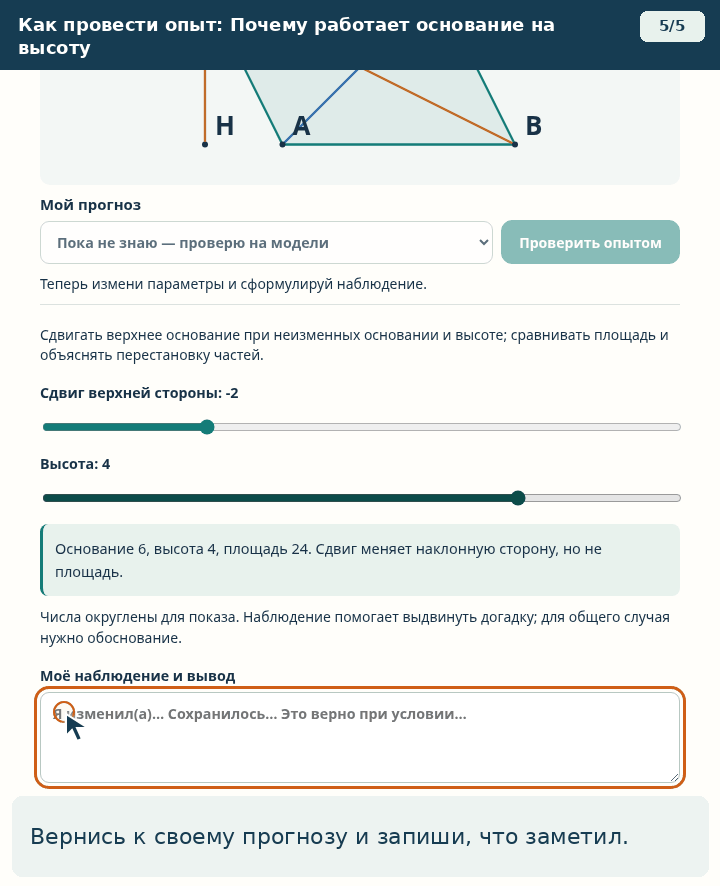 Как провести опыт: Почему работает основание на
высоту
5/5
H
A
B
Мой прогноз
Пока не знаю — проверю на модели
Проверить опытом
Теперь измени параметры и сформулируй наблюдение.
Сдвигать верхнее основание при неизменных основании и высоте; сравнивать площадь и
объяснять перестановку частей.
Сдвиг верхней стороны: -2
Высота: 4
Основание 6, высота 4, площадь 24. Сдвиг меняет наклонную сторону, но не
площадь.
Числа округлены для показа. Наблюдение помогает выдвинуть догадку; для общего случая
нужно обоснование.
Моё наблюдение и вывод
Я изменил(а)... Сохранилось... Это верно при условии...
Вернись к своему прогнозу и запиши, что заметил.